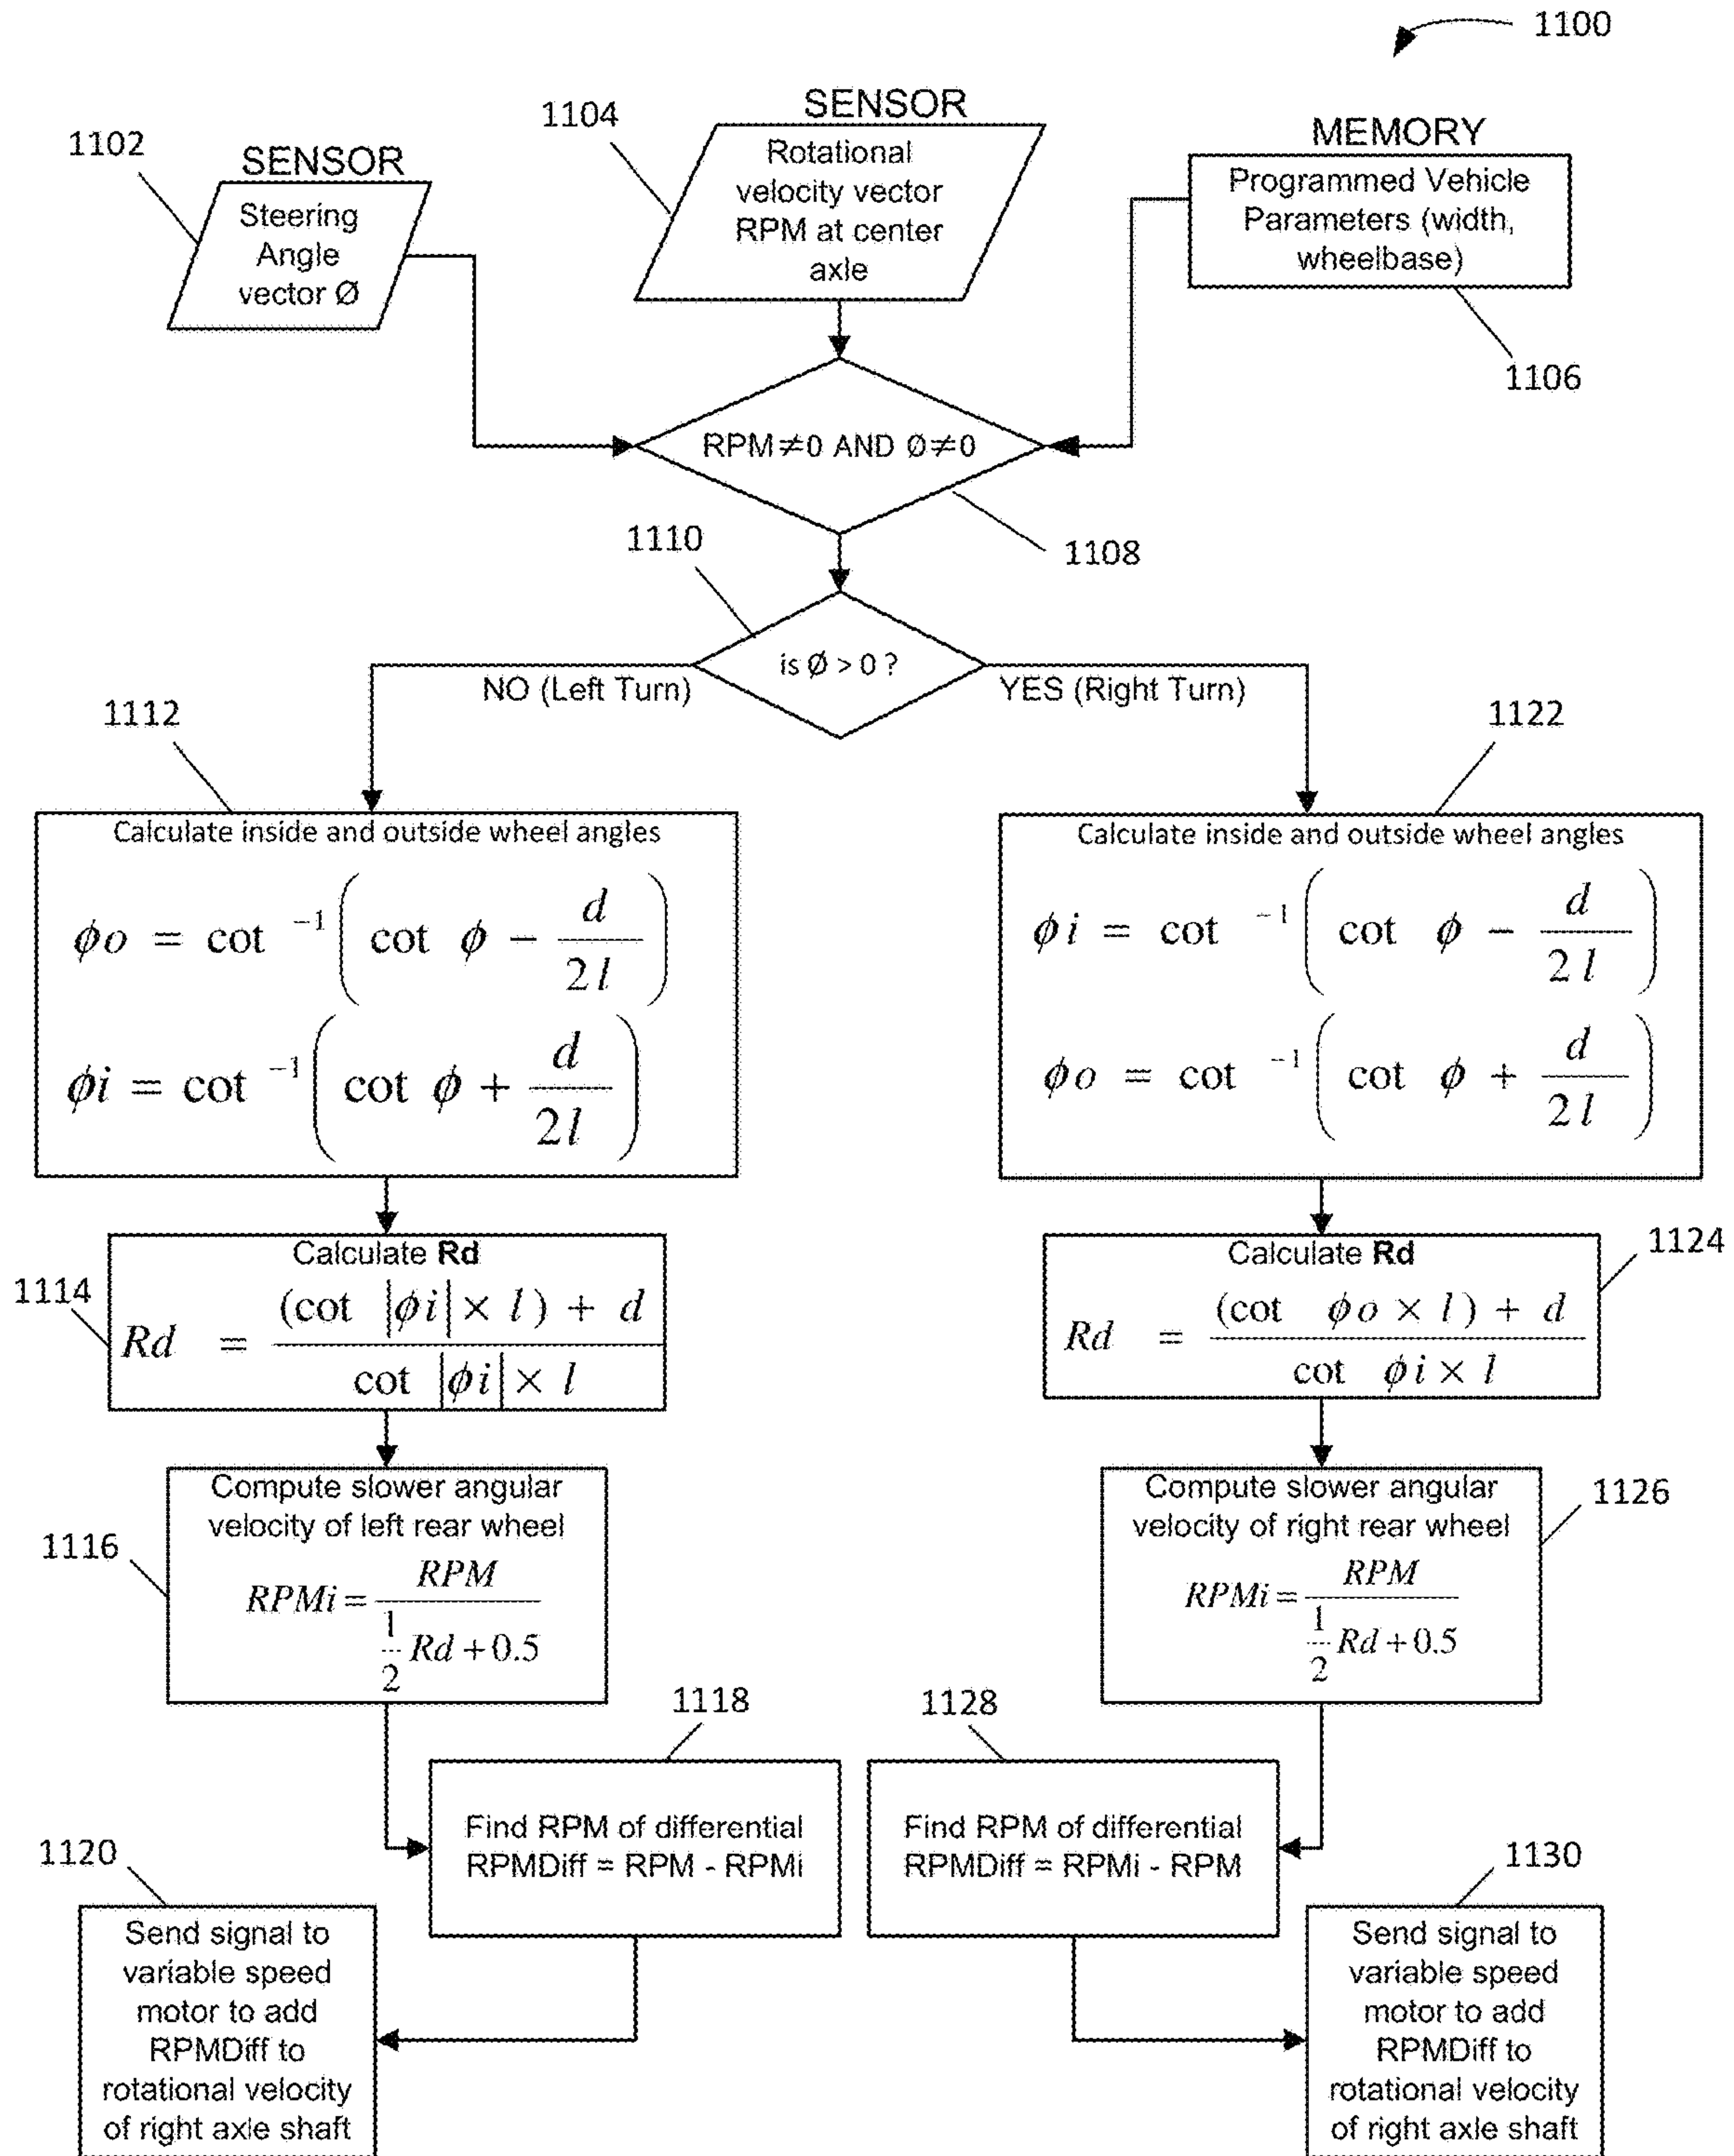 1100
1102
SENSOR
Steering
Angle
vector Ø
1104
SENSOR
Rotational
velocity vector
RPM at center
axle
MEMORY
Programmed Vehicle
Parameters (width,
wheelbase)
1106
RPM≠0 AND Ø≠0
1108
1110
is Ø > 0 ?
NO (Left Turn)
YES (Right Turn)
1112
Calculate inside and outside wheel angles
ϕo = cot ⁻¹ ( cot ϕ − d / 2l )
ϕi = cot ⁻¹ ( cot ϕ + d / 2l )
1122
Calculate inside and outside wheel angles
ϕi = cot ⁻¹ ( cot ϕ − d / 2l )
ϕo = cot ⁻¹ ( cot ϕ + d / 2l )
1114
Calculate Rd
Rd = (cot |ϕi| × l) + d / cot |ϕi| × l
1124
Calculate Rd
Rd = (cot ϕo × l) + d / cot ϕi × l
1116
Compute slower angular
velocity of left rear wheel
RPMi = RPM / 1/2 Rd + 0.5
1126
Compute slower angular
velocity of right rear wheel
RPMi = RPM / 1/2 Rd + 0.5
1118
Find RPM of differential
RPMDiff = RPM - RPMi
1128
Find RPM of differential
RPMDiff = RPMi - RPM
1120
Send signal to
variable speed
motor to add
RPMDiff to
rotational velocity
of right axle shaft
1130
Send signal to
variable speed
motor to add
RPMDiff to
rotational velocity
of right axle shaft